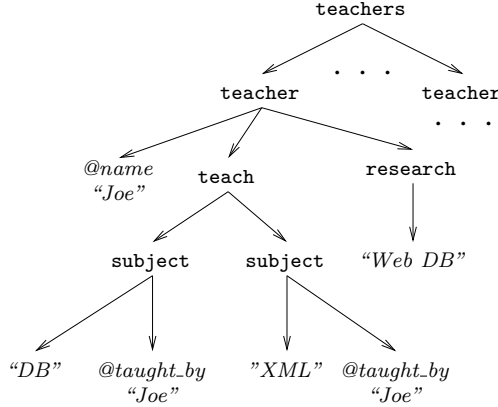 teachers
. . .
teacher
teacher
. . .
@name
“Joe”
teach
research
subject
subject
“Web DB”
“DB”
@taught_by
“Joe”
”XML”
@taught_by
“Joe”